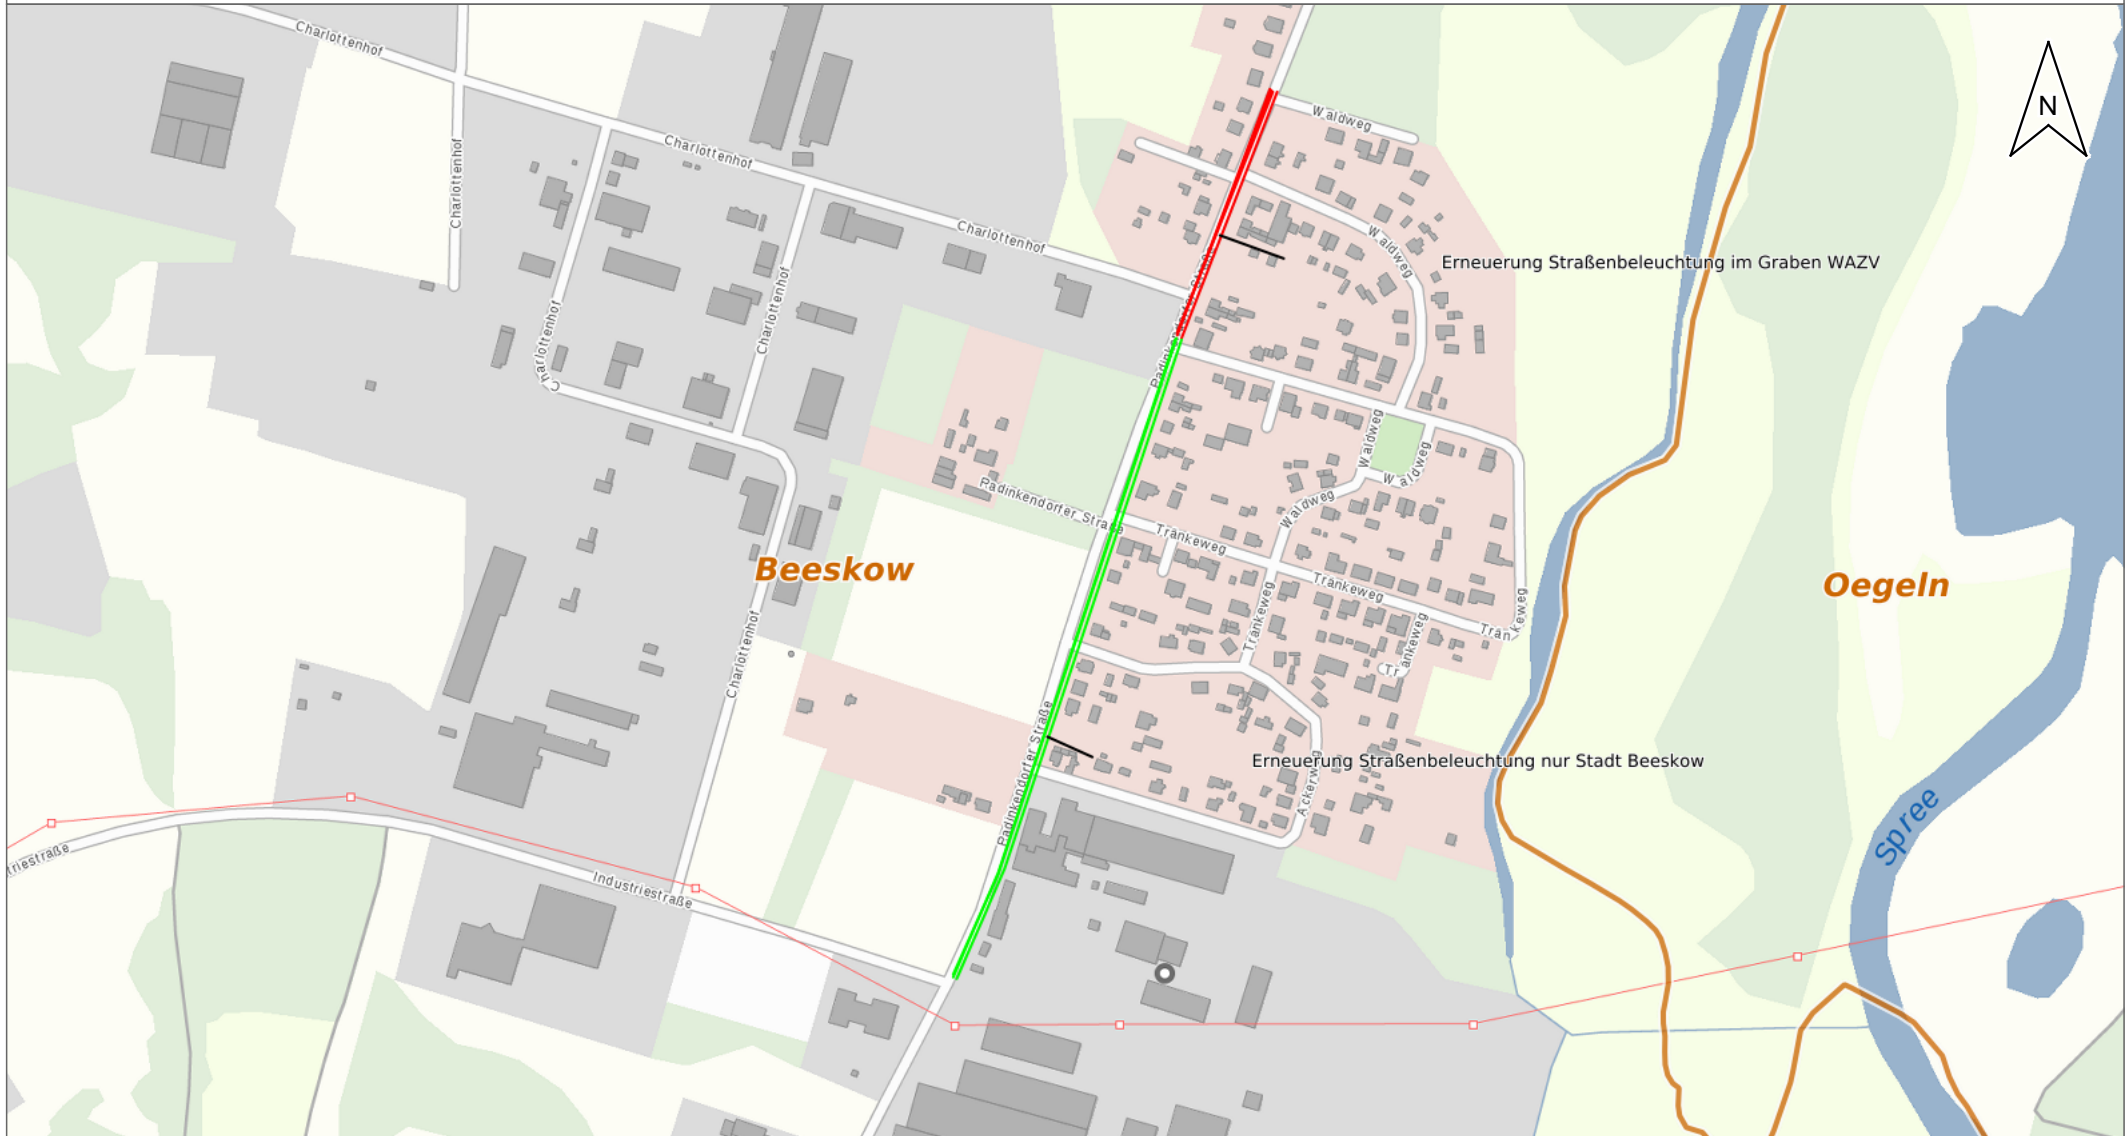 Charlottenhof
N
Waldweg
Charlottenhof
Charlottenhof
Charlottenhof
Waldweg
Erneuerung Straßenbeleuchtung im Graben WAZV
Charlottenhof
Charlottenhof
Padinkendorfer Straße
Waldweg
Waldweg
Padinkendorfer Straße
Waldweg
Tränkeweg
Beeskow
Tränkeweg
Oegeln
Tränkeweg
Tränkeweg
Tränkeweg
Charlottenhof
Padinkendorfer Straße
Erneuerung Straßenbeleuchtung nur Stadt Beeskow
Ackerweg
Spree
triestraße
Industriestraße